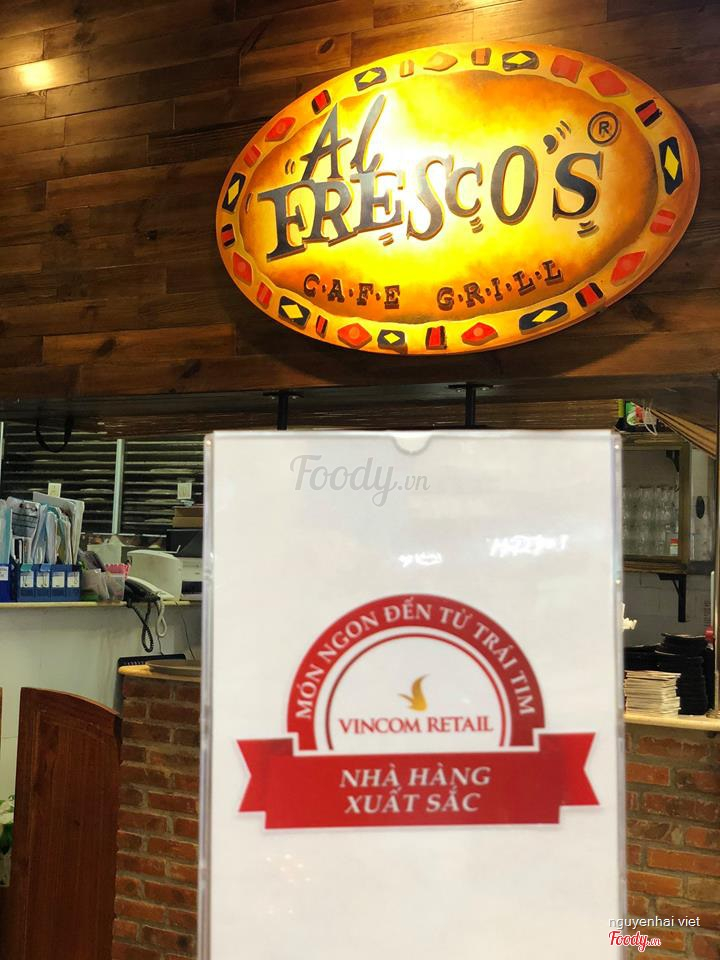 Al
FRESCO'S ®
CAFE GRILL
Foody.vn
MÓN NGON ĐẾN TỪ TRÁI TIM
VINCOM RETAIL
NHÀ HÀNG
XUẤT SẮC
nguyenhai viet
Foody.vn